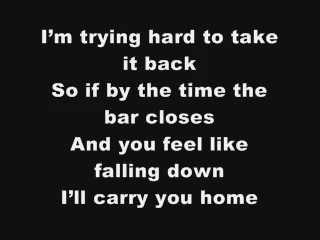 I’m trying hard to take
it back
So if by the time the
bar closes
And you feel like
falling down
I’ll carry you home